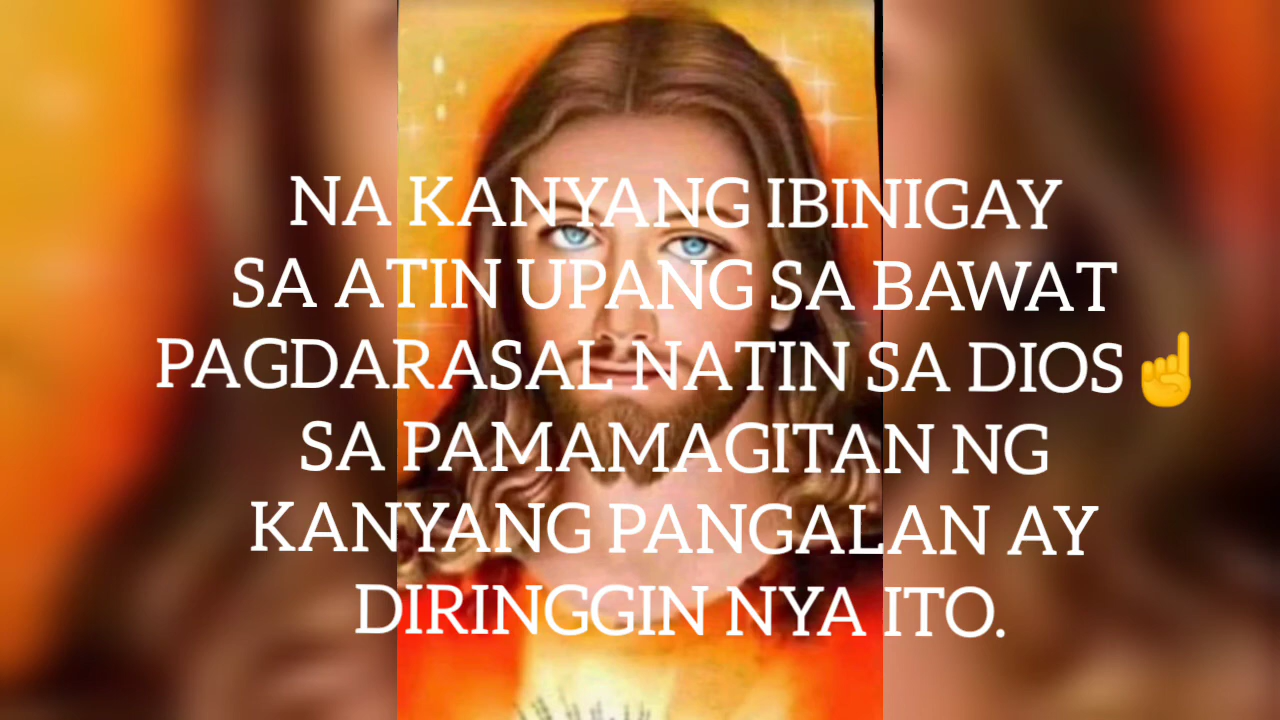 NA KANYANG IBINIGAY
SA ATIN UPANG SA BAWAT
PAGDARASAL NATIN SA DIOS☝
SA PAMAMAGITAN NG
KANYANG PANGALAN AY
DIRINGGIN NYA ITO.